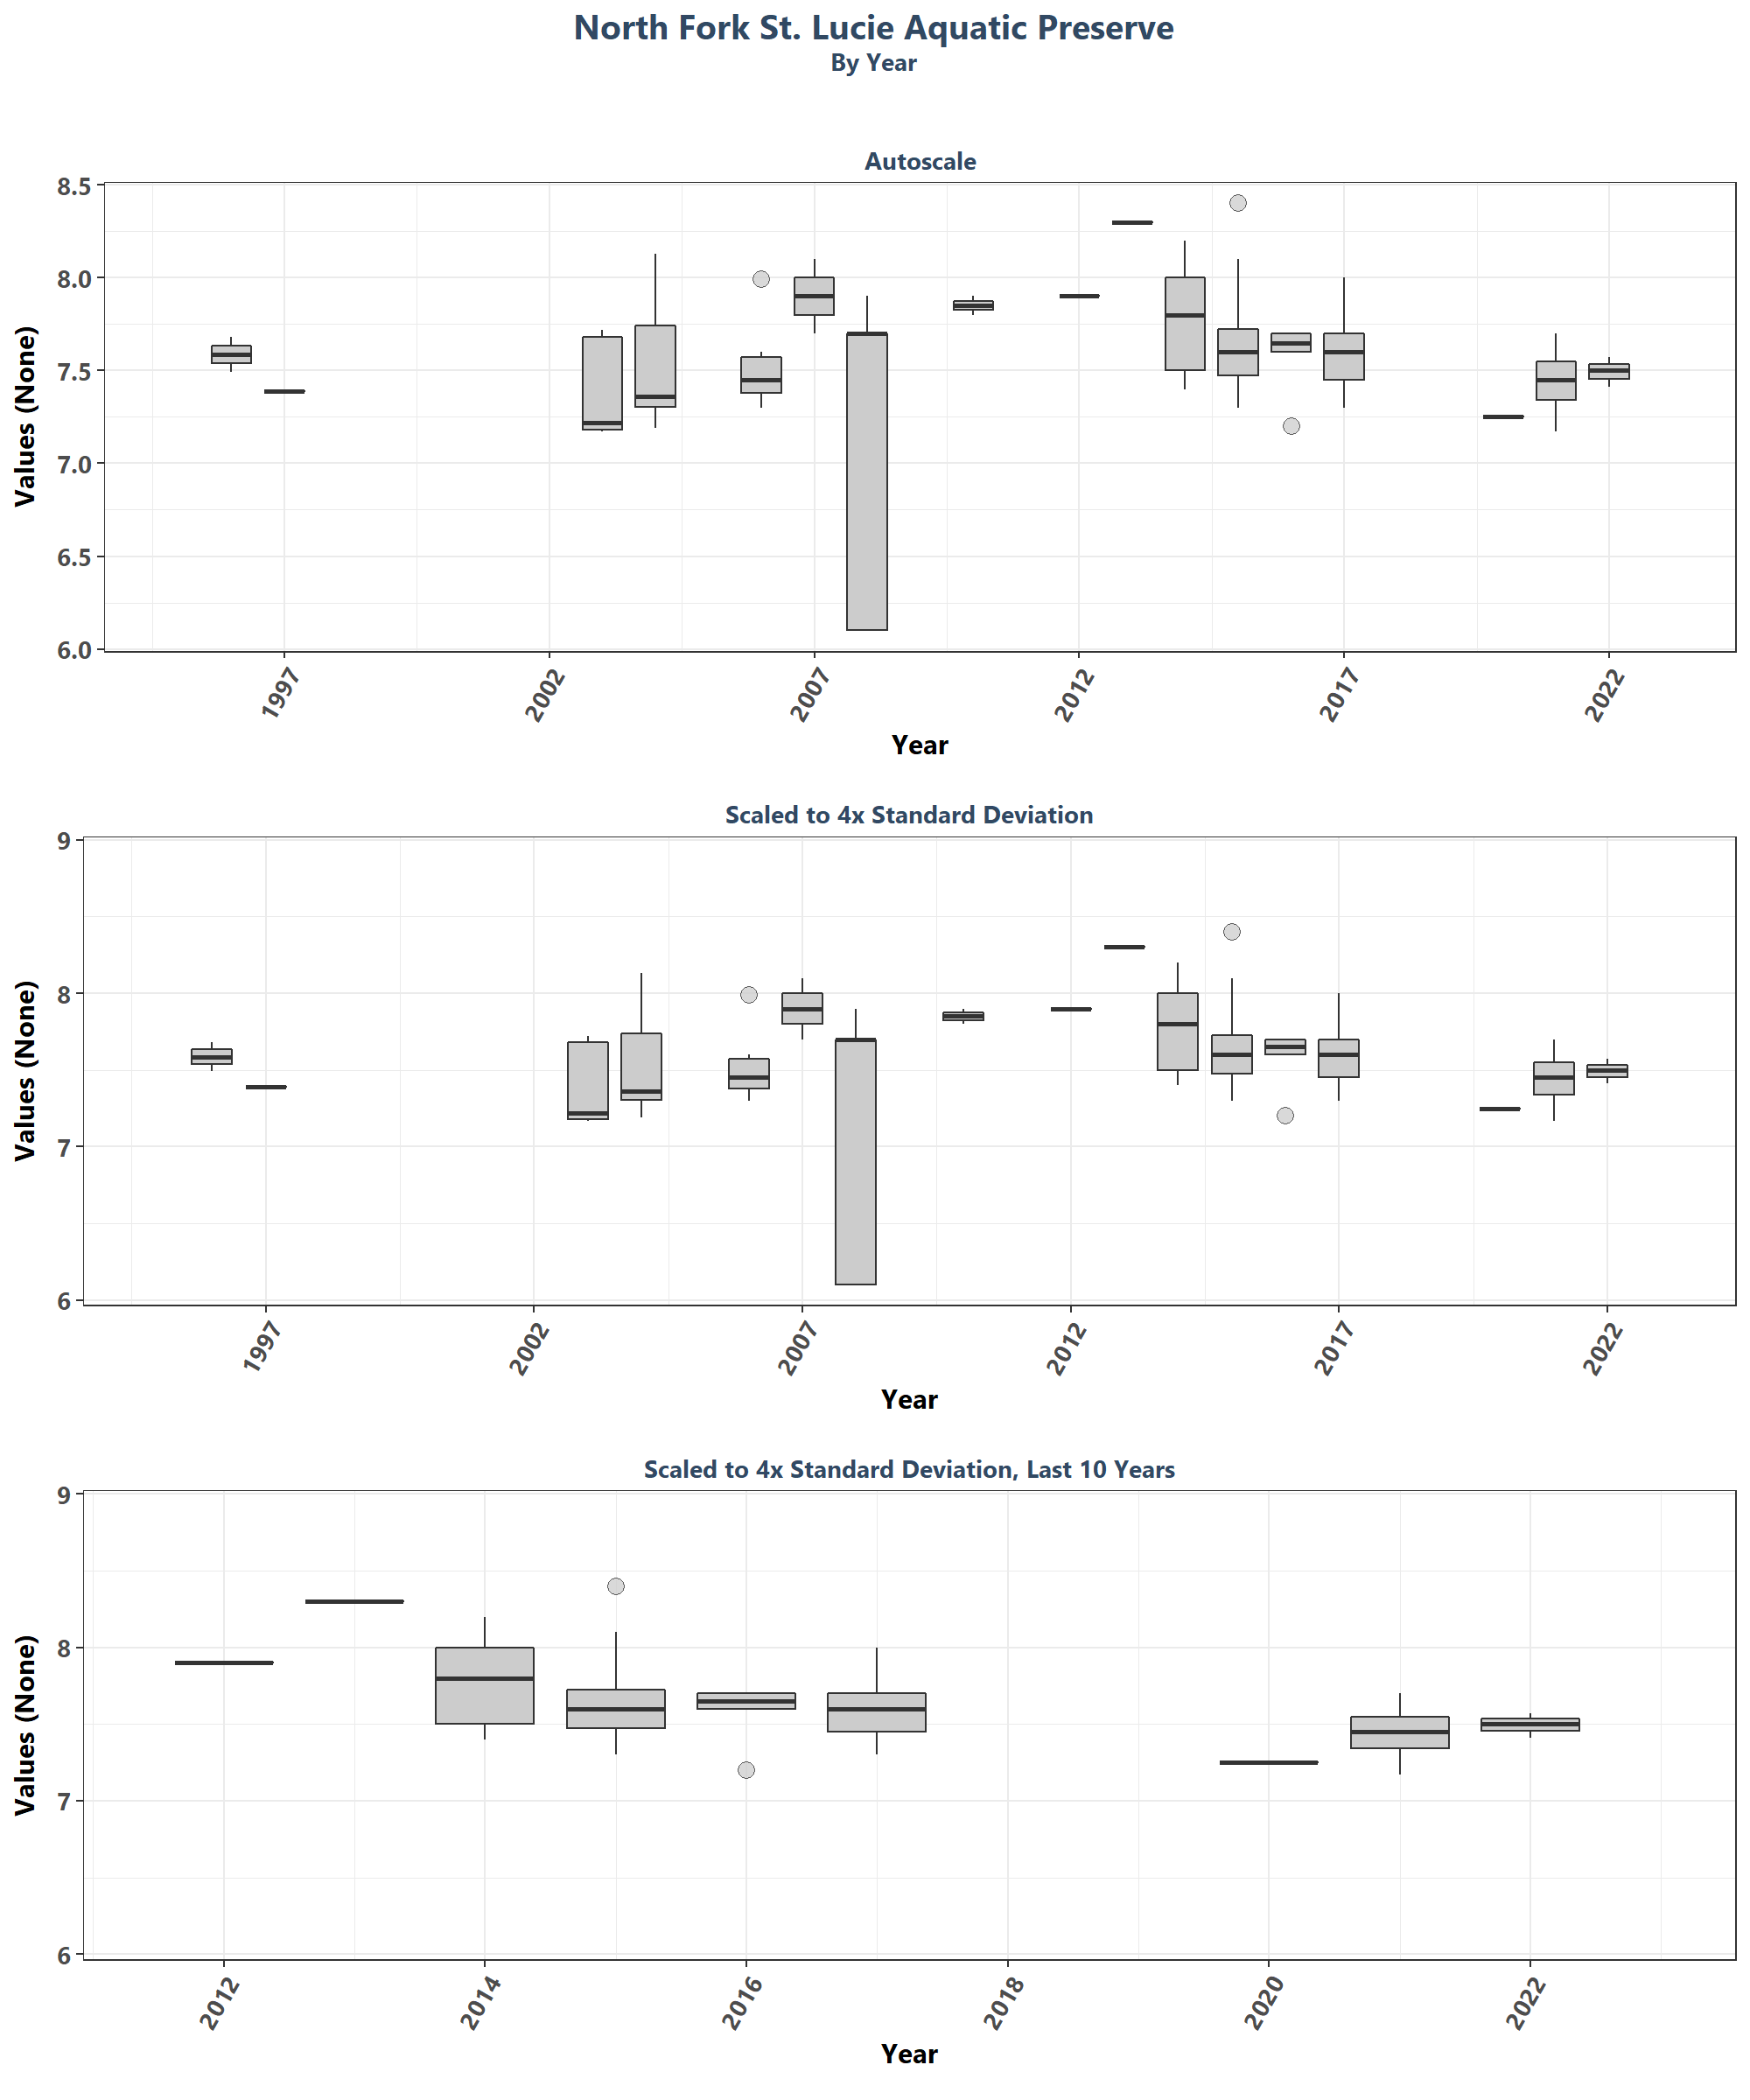 North Fork St. Lucie Aquatic Preserve
By Year
Autoscale
Values (None)
8.5
8.0
7.5
7.0
6.5
6.0
1997 2002 2007 2012 2017 2022
Year
Scaled to 4x Standard Deviation
Values (None)
9
8
7
6
1997 2002 2007 2012 2017 2022
Year
Scaled to 4x Standard Deviation, Last 10 Years
Values (None)
9
8
7
6
2012 2014 2016 2018 2020 2022
Year